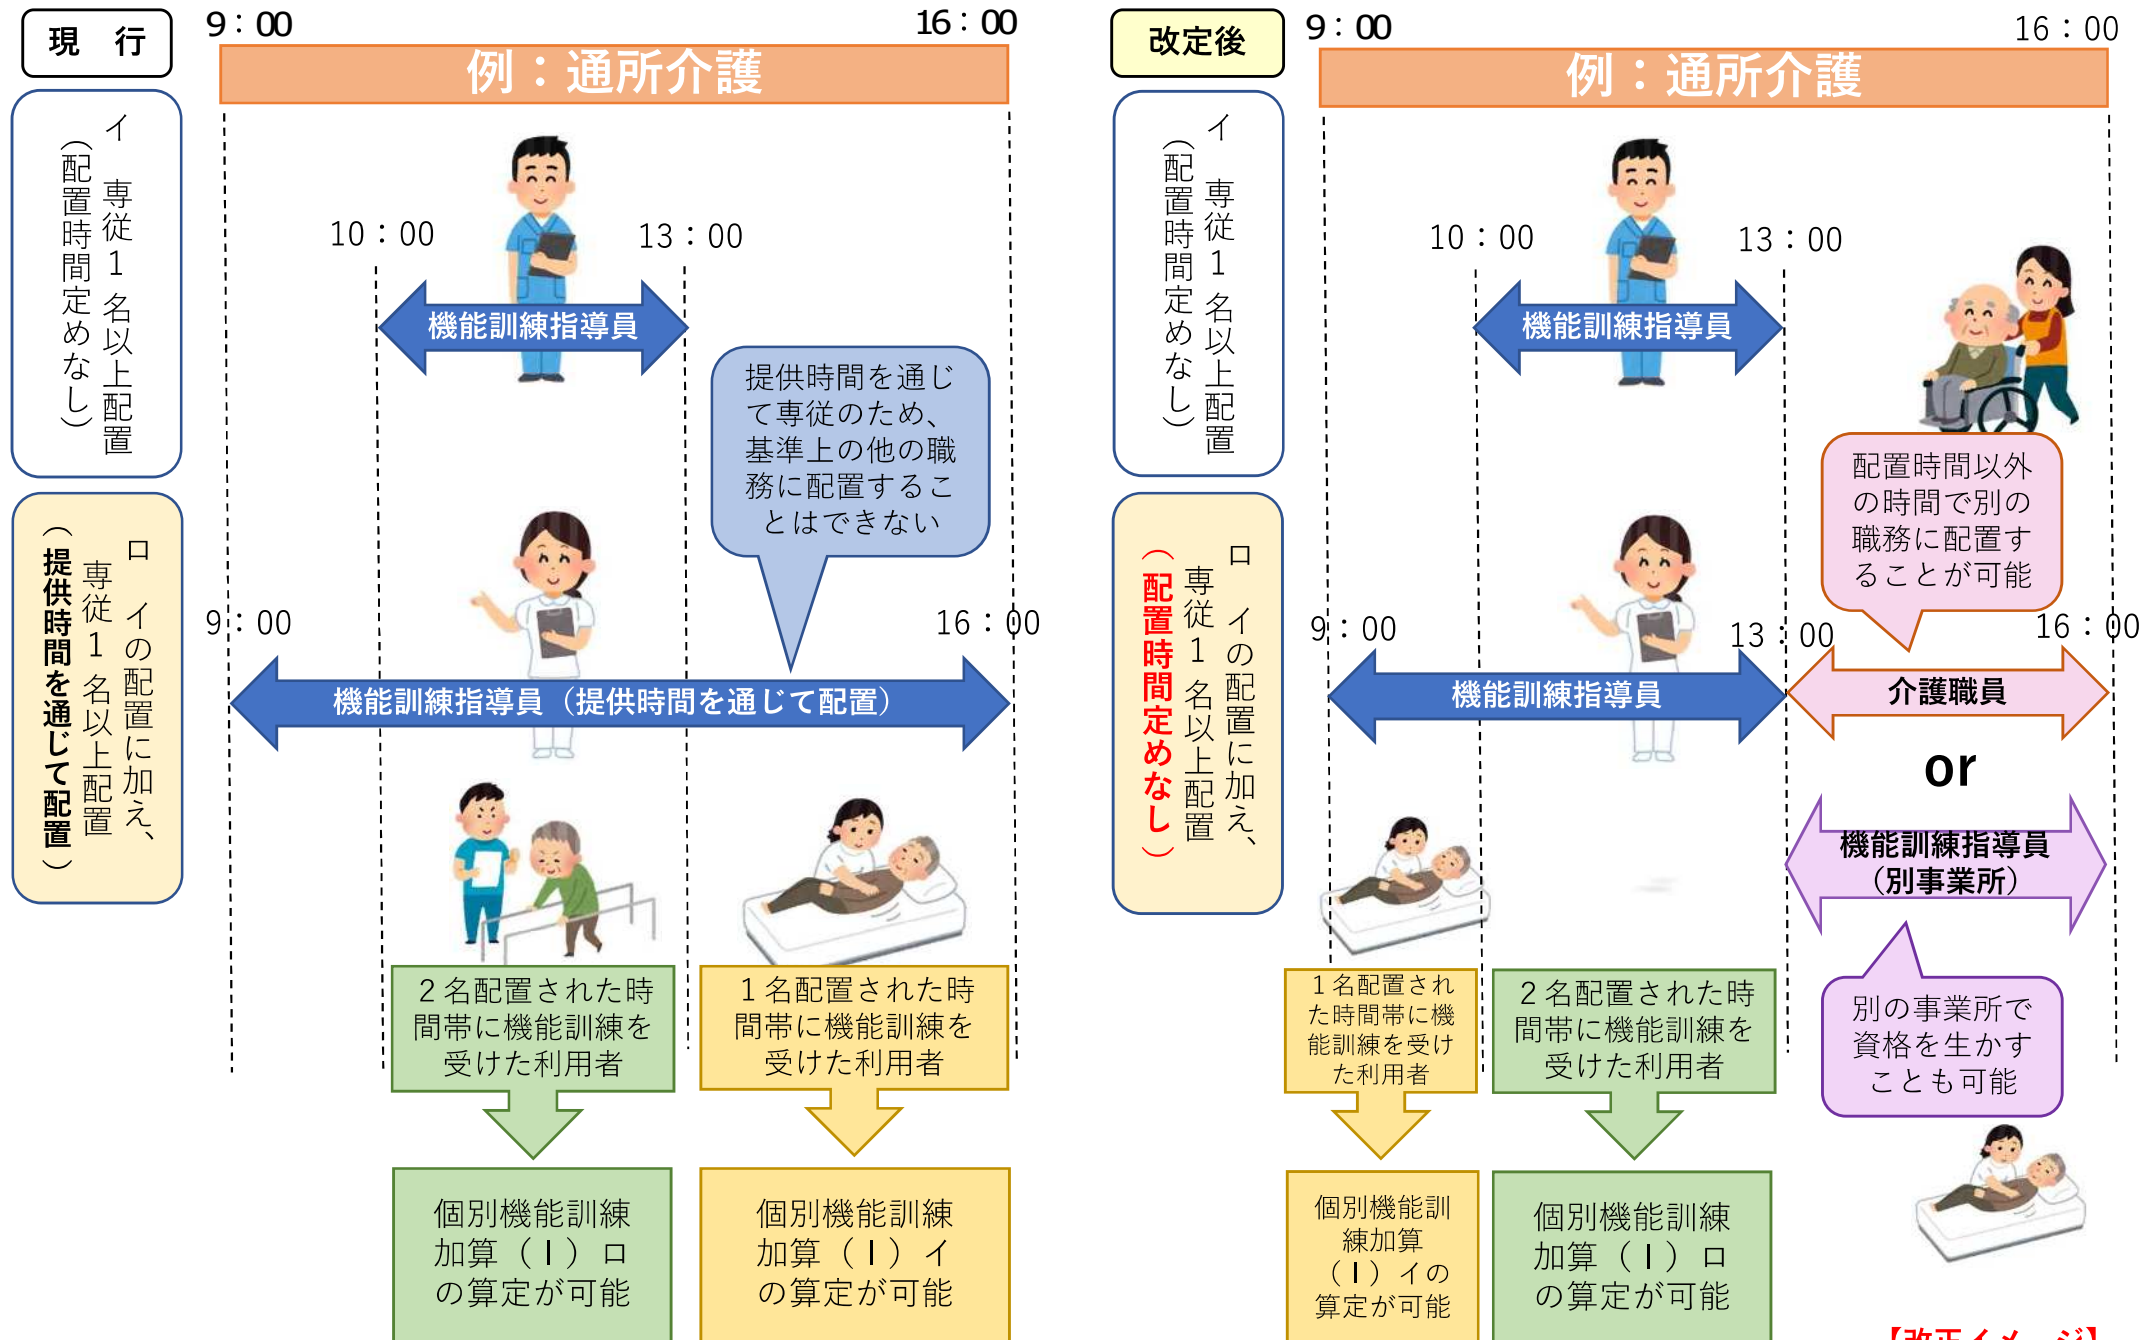 現　行
9：00
16：00
例：通所介護
イ　専従１名以上配置
（配置時間定めなし）
10：00
13：00
機能訓練指導員
提供時間を通じ
て専従のため、
基準上の他の職
務に配置するこ
とはできない
ロ　イの配置に加え、
専従１名以上配置
（提供時間を通じて配置）
9：00
16：00
機能訓練指導員（提供時間を通じて配置）
２名配置された時
間帯に機能訓練を
受けた利用者
１名配置された時
間帯に機能訓練を
受けた利用者
個別機能訓練
加算（Ⅰ）ロ
の算定が可能
個別機能訓練
加算（Ⅰ）イ
の算定が可能
改定後
9：00
16：00
例：通所介護
イ　専従１名以上配置
（配置時間定めなし）
10：00
13：00
機能訓練指導員
配置時間以外
の時間で別の
職務に配置す
ることが可能
ロ　イの配置に加え、
専従１名以上配置
（配置時間定めなし）
9：00
13：00
16：00
機能訓練指導員
介護職員
or
機能訓練指導員
（別事業所）
１名配置され
た時間帯に機
能訓練を受け
た利用者
２名配置された時
間帯に機能訓練を
受けた利用者
別の事業所で
資格を生かす
ことも可能
個別機能訓
練加算
（Ⅰ）イの
算定が可能
個別機能訓練
加算（Ⅰ）ロ
の算定が可能
【改正イメージ】